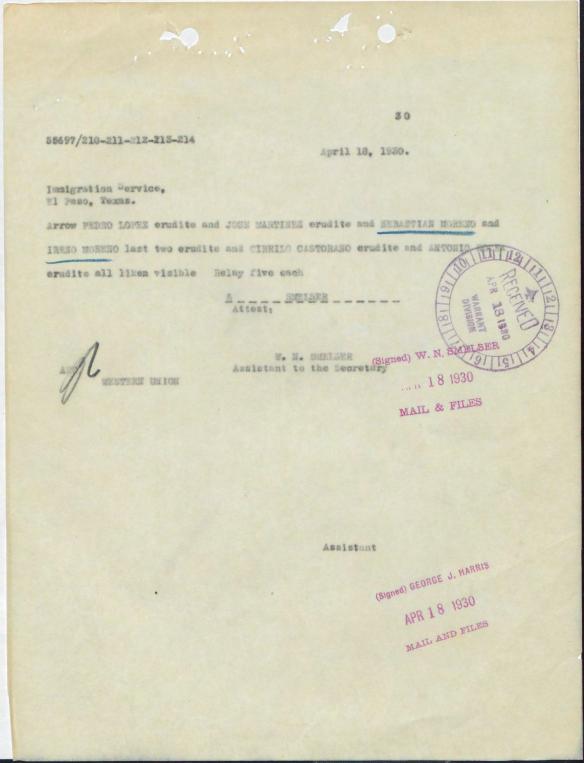 30
55697/210-211-212-213-214
April 18, 1930.
Immigration Service,
El Paso, Texas.
Arrow PEDRO LOPEZ erudite and JOSE MARTINEZ erudite and SEBASTIAN MORENO and
IRENO MORENO last two erudite and CIRRILO CASTORANO erudite and ANTONIO
erudite all liken visible Relay five each
SMELSER
Attest:
W. N. SMELSER
Assistant to the Secretary
WESTERN UNION
RECEIVED
APR 18 1930
WARRANT
DIVISION
(Signed) W. N. SMELSER
18 1930
MAIL & FILES
Assistant
(Signed) GEORGE J. HARRIS
APR 18 1930
MAIL AND FILES